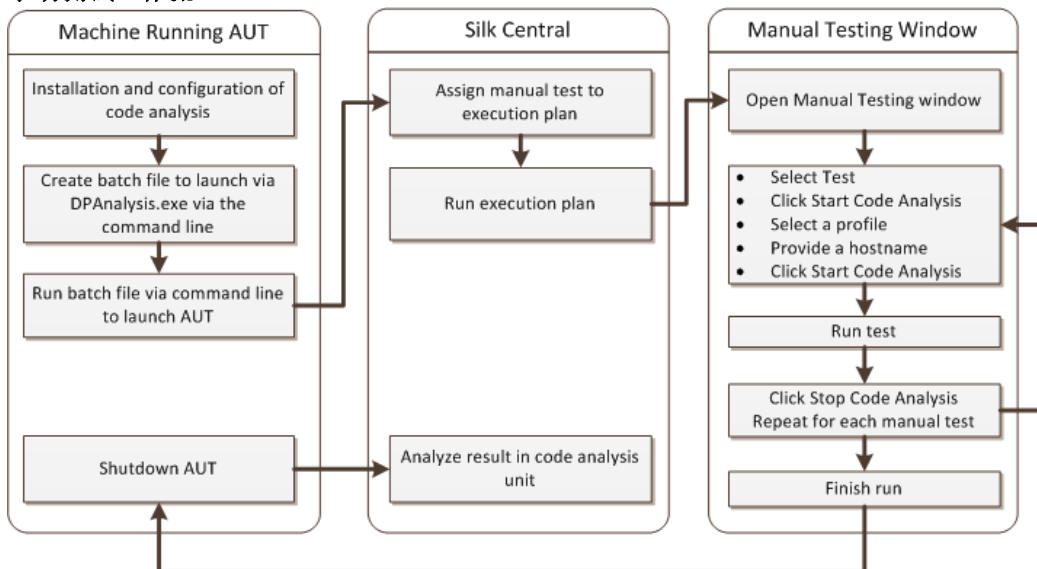 Machine Running AUT
Installation and configuration of
code analysis
Create batch file to launch via
DPAnalysis.exe via the
command line
Run batch file via command line
to launch AUT
Shutdown AUT
Silk Central
Assign manual test to
execution plan
Run execution plan
Analyze result in code analysis
unit
Manual Testing Window
Open Manual Testing window
• Select Test
• Click Start Code Analysis
• Select a profile
• Provide a hostname
• Click Start Code Analysis
Run test
Click Stop Code Analysis
Repeat for each manual test
Finish run